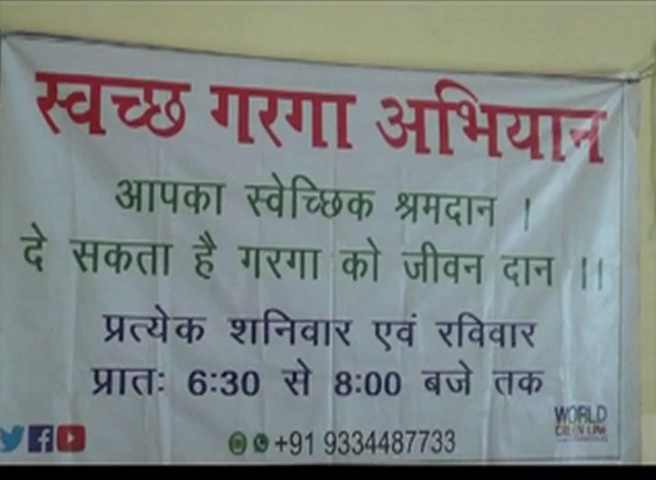 स्वच्छ गरगा अभियान
आपका स्वेच्छिक श्रमदान ।
दे सकता है गरगा को जीवन दान ।।
प्रत्येक शनिवार एवं रविवार
प्रातः 6:30 से 8:00 बजे तक
WORLD
+91 9334487733